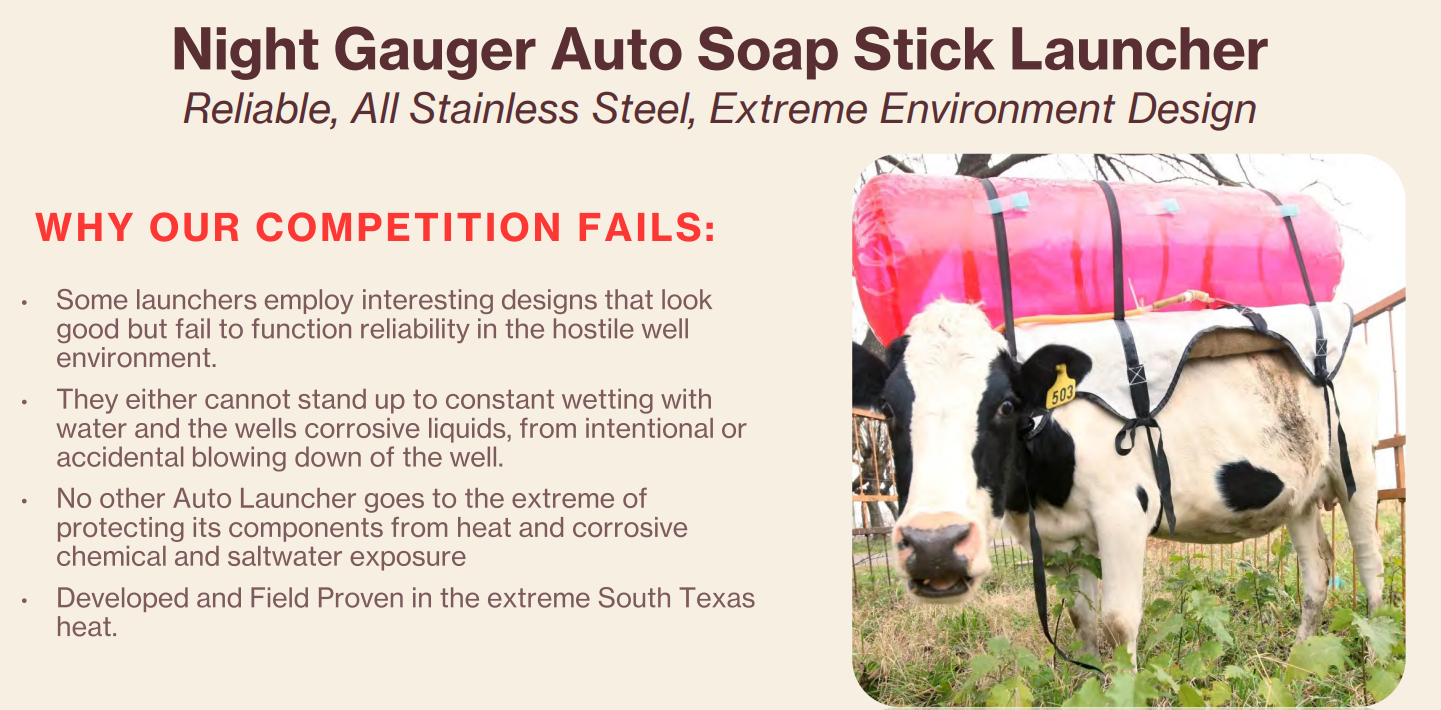 Night Gauger Auto Soap Stick Launcher
Reliable, All Stainless Steel, Extreme Environment Design
WHY OUR COMPETITION FAILS:
• Some launchers employ interesting designs that look
good but fail to function reliability in the hostile well
environment.
• They either cannot stand up to constant wetting with
water and the wells corrosive liquids, from intentional or
accidental blowing down of the well.
• No other Auto Launcher goes to the extreme of
protecting its components from heat and corrosive
chemical and saltwater exposure
• Developed and Field Proven in the extreme South Texas
heat.
503